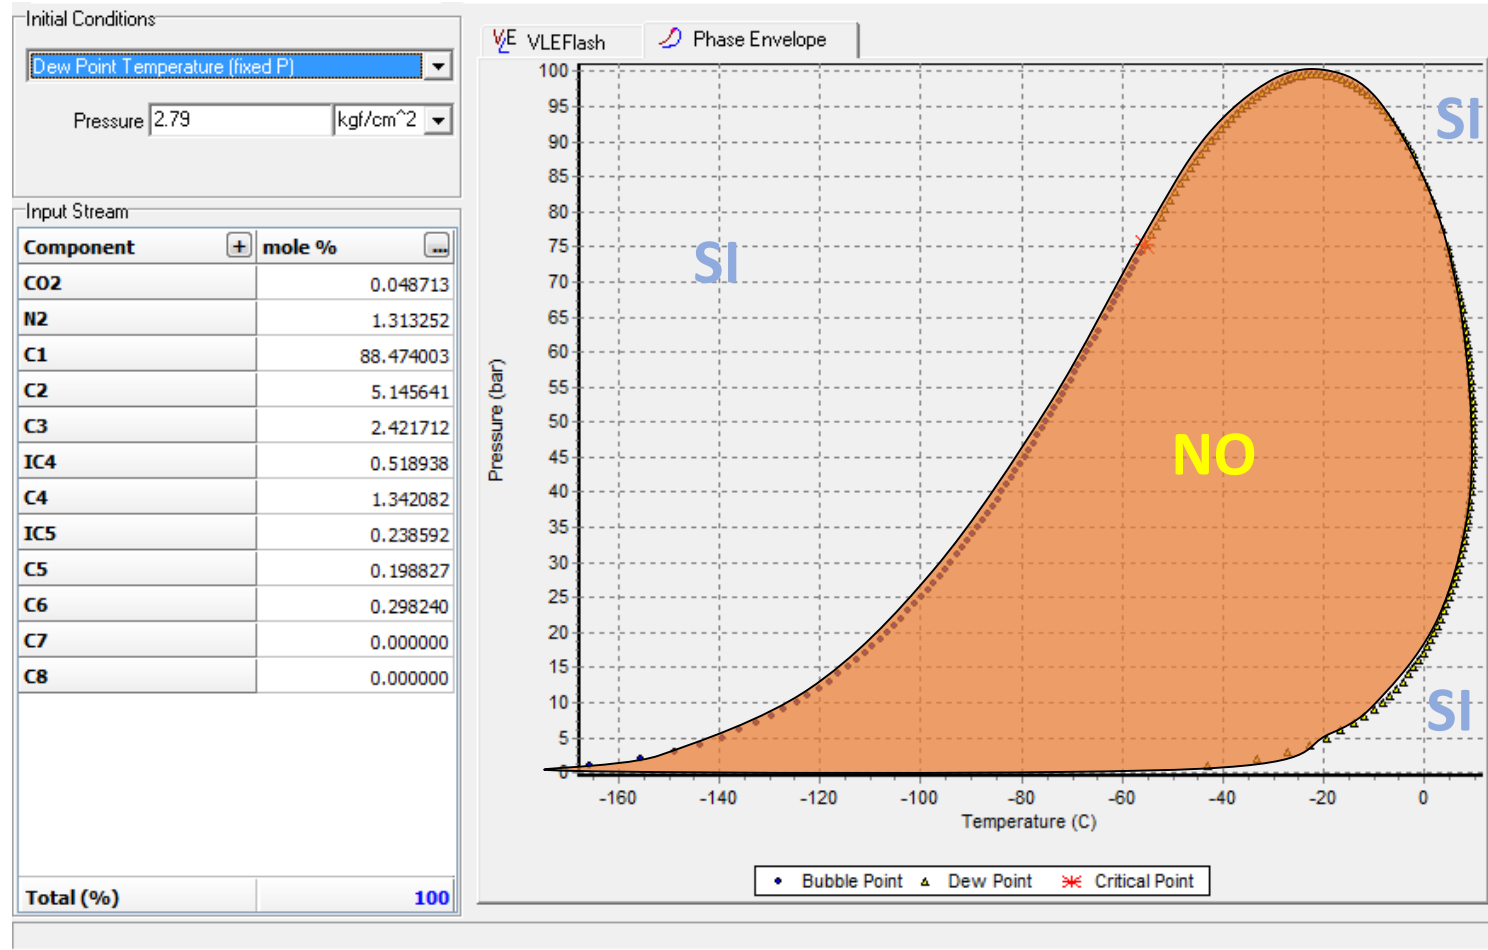 Initial Conditions
Dew Point Temperature (fixed P)
Pressure 2.79 kgf/cm^2
Input Stream
Component + mole % ...
CO2 0.048713
N2 1.313252
C1 88.474003
C2 5.145641
C3 2.421712
IC4 0.518938
C4 1.342082
IC5 0.238592
C5 0.198827
C6 0.298240
C7 0.000000
C8 0.000000
Total (%) 100
VLE VLEFlash Phase Envelope
100
95
90
85
80
75
70
65
60
55
50
45
40
35
30
25
20
15
10
5
0
Pressure (bar)
SI
SI
NO
SI
-160 -140 -120 -100 -80 -60 -40 -20 0
Temperature (C)
Bubble Point Dew Point Critical Point